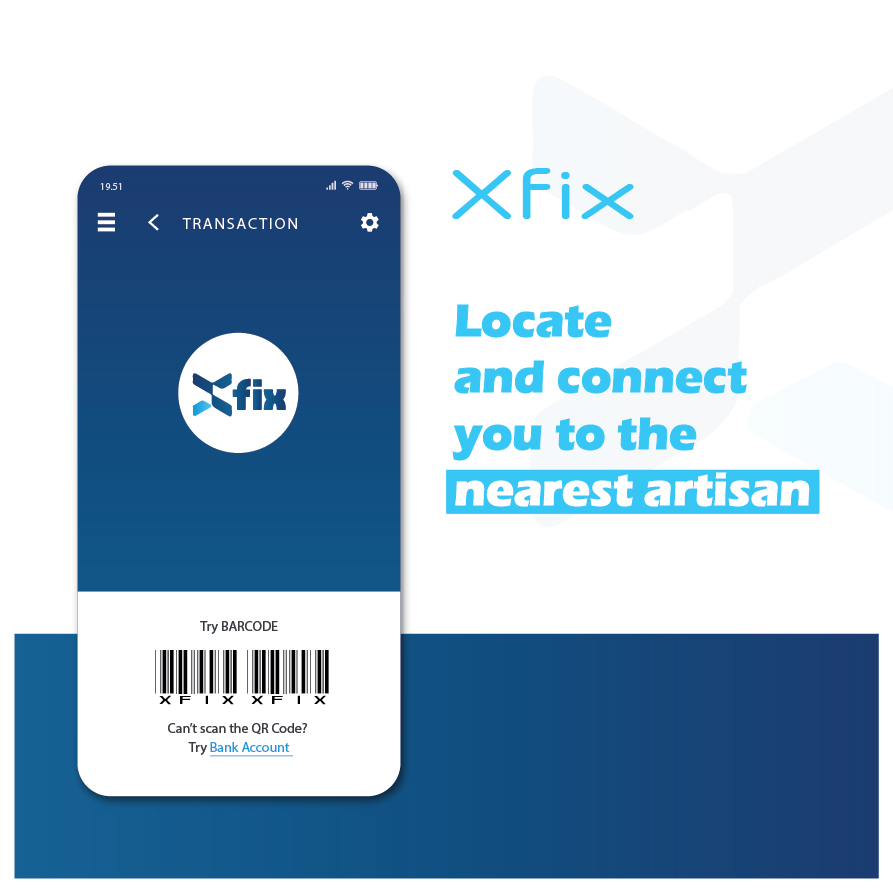 19.51
TRANSACTION
xfix
Try BARCODE
XFIX XFIX
Can't scan the QR Code?
Try Bank Account
xfix
Locate
and connect
you to the
nearest artisan